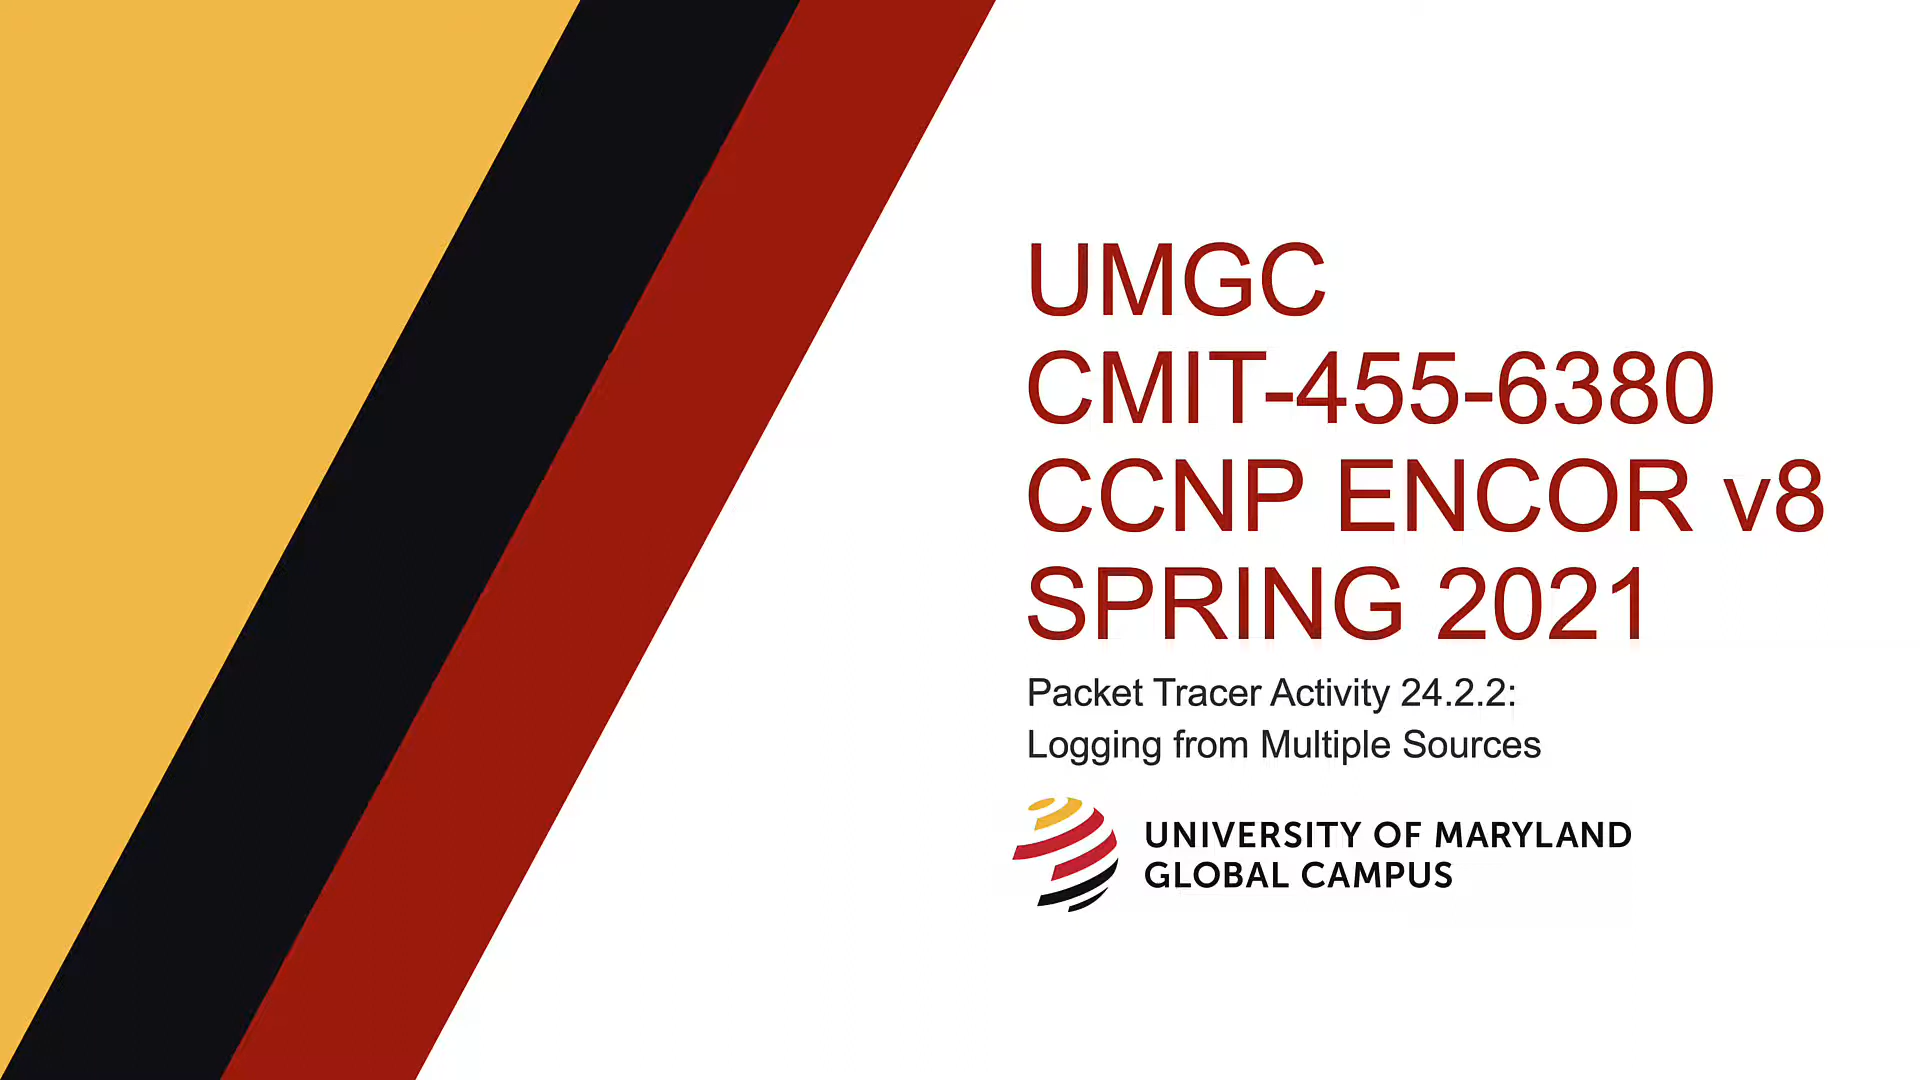 UMGC
CMIT-455-6380
CCNP ENCOR v8
SPRING 2021
Packet Tracer Activity 24.2.2:
Logging from Multiple Sources
UNIVERSITY OF MARYLAND
GLOBAL CAMPUS